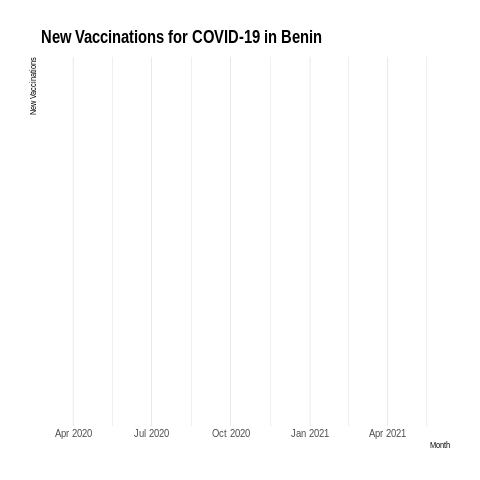 New Vaccinations for COVID-19 in Benin
New Vaccinations
Apr 2020 Jul 2020 Oct 2020 Jan 2021 Apr 2021
Month